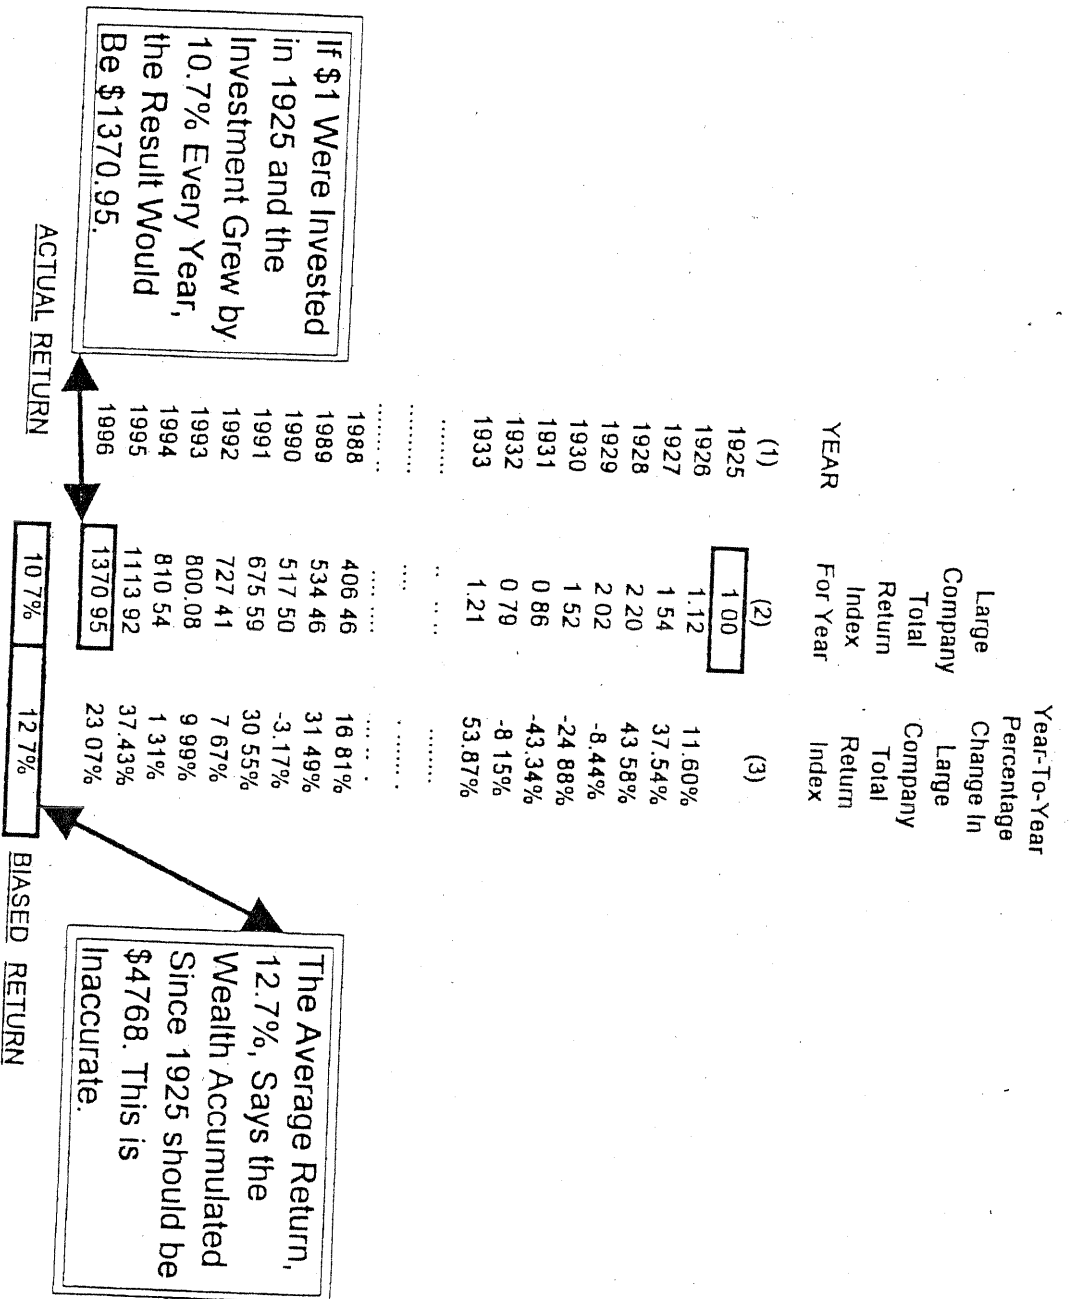 Year-To-Year
Large Percentage
Company Change In
Total Large
Return Company
Index Total
YEAR For Year Return
Index
(1) (2) (3)
1925 1 00
1926 1.12 11.60%
1927 1 54 37.54%
1928 2 20 43 58%
1929 2 02 -8.44%
1930 1 52 -24 88%
1931 0 86 -43.34%
1932 0 79 -8 15%
1933 1.21 53.87%
........ .. .. .. ........
.......... .... . ...... .
......... .. .... .... .. .
1988 406 46 16 81%
1989 534 46 31 49%
1990 517 50 -3.17%
1991 675 59 30 55%
1992 727 41 7 67%
1993 800.08 9 99%
1994 810 54 1 31%
1995 1113 92 37.43%
1996 1370 95 23 07%
10 7% 12 7%
If $1 Were Invested
in 1925 and the
Investment Grew by
10.7% Every Year,
the Result Would
Be $1370.95.
ACTUAL RETURN
The Average Return,
12.7%, Says the
Wealth Accumulated
Since 1925 should be
$4768. This is
Inaccurate.
BIASED RETURN